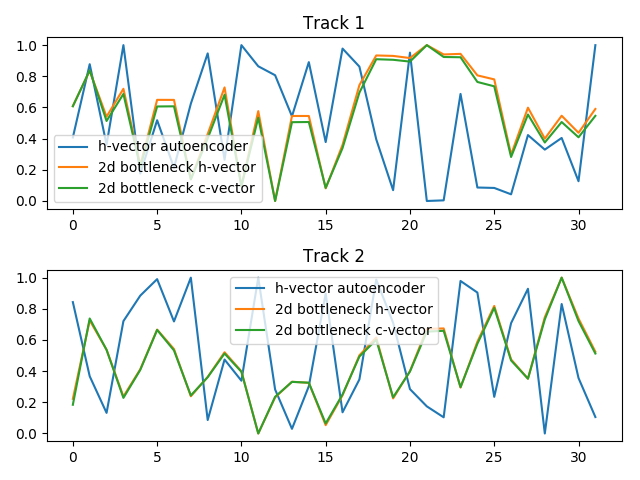 Track 1
1.0
0.8
0.6
0.4
0.2
0.0
h-vector autoencoder
2d bottleneck h-vector
2d bottleneck c-vector
0 5 10 15 20 25 30
Track 2
1.0
0.8
0.6
0.4
0.2
0.0
h-vector autoencoder
2d bottleneck h-vector
2d bottleneck c-vector
0 5 10 15 20 25 30